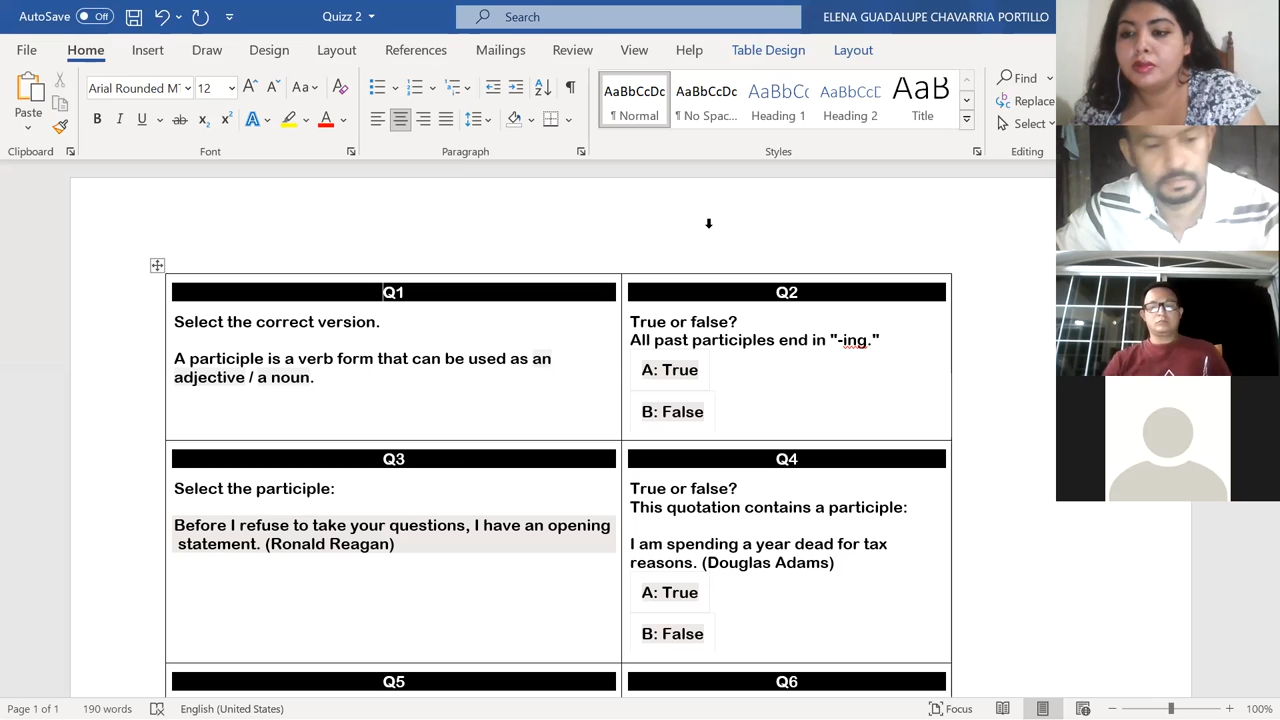 AutoSave Off Quizz 2 Search ELENA GUADALUPE CHAVARRIA PORTILLO
File Home Insert Draw Design Layout References Mailings Review View Help Table Design Layout
Paste
Clipboard
Arial Rounded MT 12
Font
Paragraph
AaBbCcDc AaBbCcDc AaBbCc AaBbCcD AaB
¶ Normal ¶ No Spac... Heading 1 Heading 2 Title
Styles
Find
Replace
Select
Editing
Q1
Select the correct version.
A participle is a verb form that can be used as an
adjective / a noun.
Q2
True or false?
All past participles end in "-ing."
A: True
B: False
Q3
Select the participle:
Before I refuse to take your questions, I have an opening
statement. (Ronald Reagan)
Q4
True or false?
This quotation contains a participle:
I am spending a year dead for tax
reasons. (Douglas Adams)
A: True
B: False
Q5
Q6
Page 1 of 1 190 words English (United States) Focus 100%